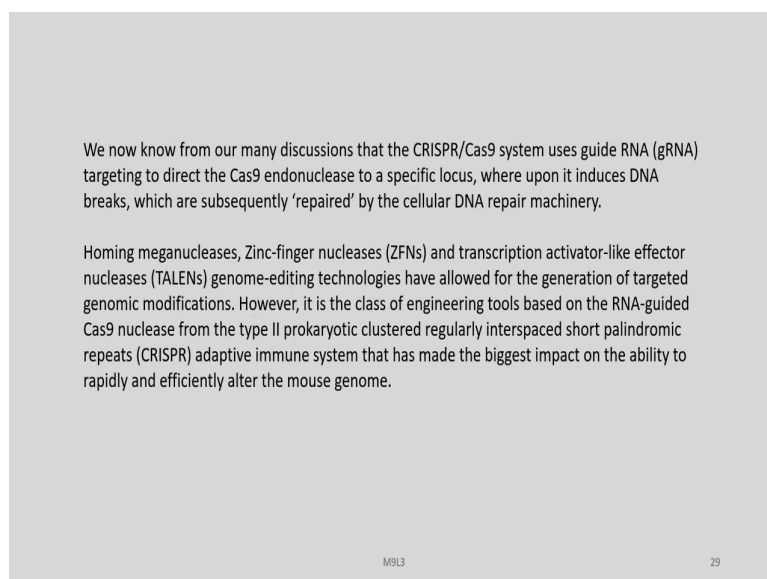 We now know from our many discussions that the CRISPR/Cas9 system uses guide RNA (gRNA)
targeting to direct the Cas9 endonuclease to a specific locus, where upon it induces DNA
breaks, which are subsequently ‘repaired’ by the cellular DNA repair machinery.
Homing meganucleases, Zinc-finger nucleases (ZFNs) and transcription activator-like effector
nucleases (TALENs) genome-editing technologies have allowed for the generation of targeted
genomic modifications. However, it is the class of engineering tools based on the RNA-guided
Cas9 nuclease from the type II prokaryotic clustered regularly interspaced short palindromic
repeats (CRISPR) adaptive immune system that has made the biggest impact on the ability to
rapidly and efficiently alter the mouse genome.
M9L3
29